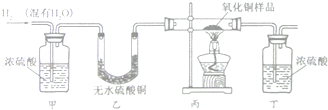 H₂(混有H₂O)
氧化铜样品
浓硫酸
无水硫酸铜
浓硫酸
甲 乙 丙 丁